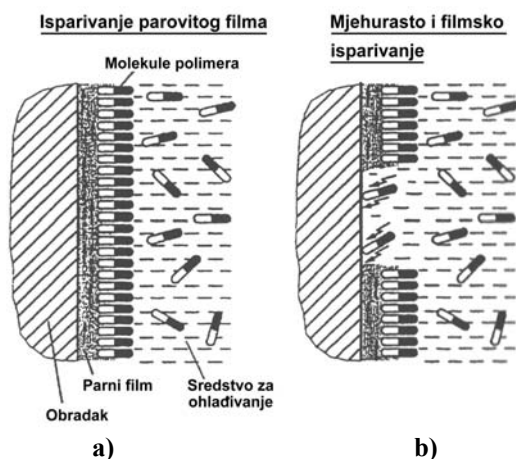 Isparivanje parovitog filma
Molekule polimera
Parni film
Obradak
Sredstvo za
ohlađivanje
a)
Mjehurasto i filmsko
isparivanje
b)